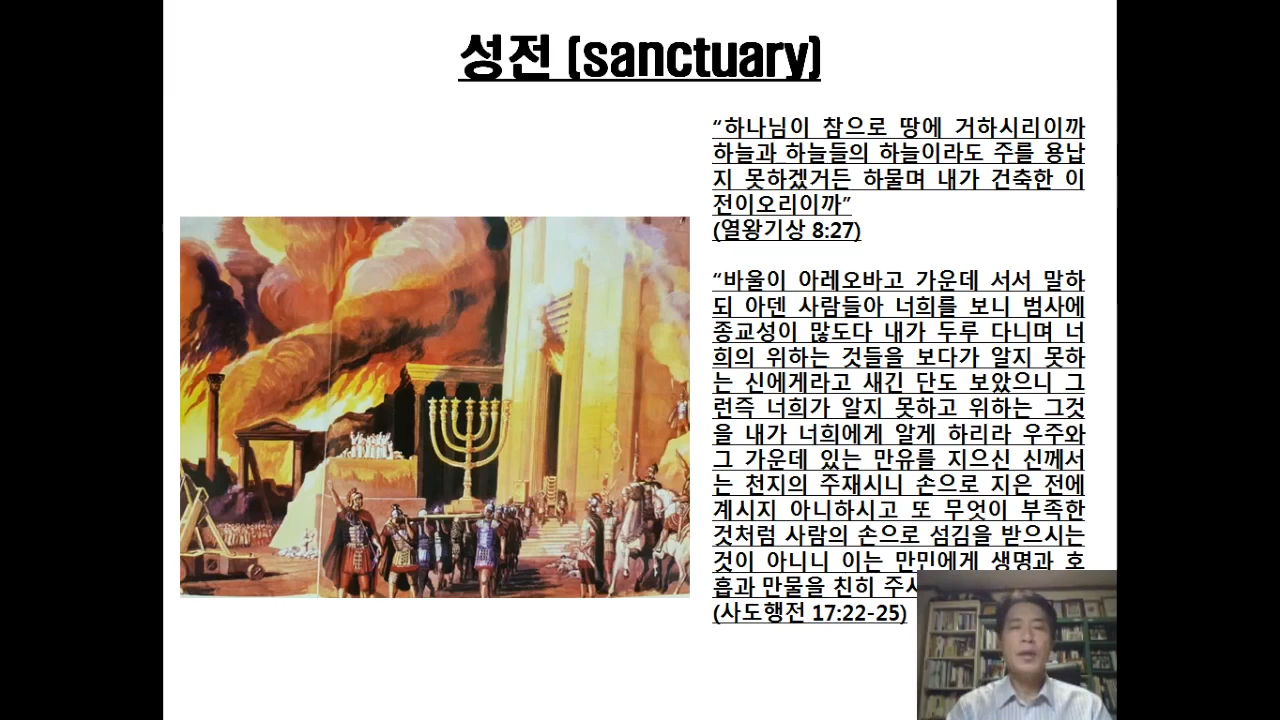 성전 (sanctuary)
“하나님이 참으로 땅에 거하시리이까
하늘과 하늘들의 하늘이라도 주를 용납
지 못하겠거든 하물며 내가 건축한 이
전이오리이까”
(열왕기상 8:27)
“바울이 아레오바고 가운데 서서 말하
되 아덴 사람들아 너희를 보니 범사에
종교성이 많도다 내가 두루 다니며 너
희의 위하는 것들을 보다가 알지 못하
는 신에게라고 새긴 단도 보았으니 그
런즉 너희가 알지 못하고 위하는 그것
을 내가 너희에게 알게 하리라 우주와
그 가운데 있는 만유를 지으신 신께서
는 천지의 주재시니 손으로 지은 전에
계시지 아니하시고 또 무엇이 부족한
것처럼 사람의 손으로 섬김을 받으시는
것이 아니니 이는 만민에게 생명과 호
흡과 만물을 친히
(사도행전 17:22-25)